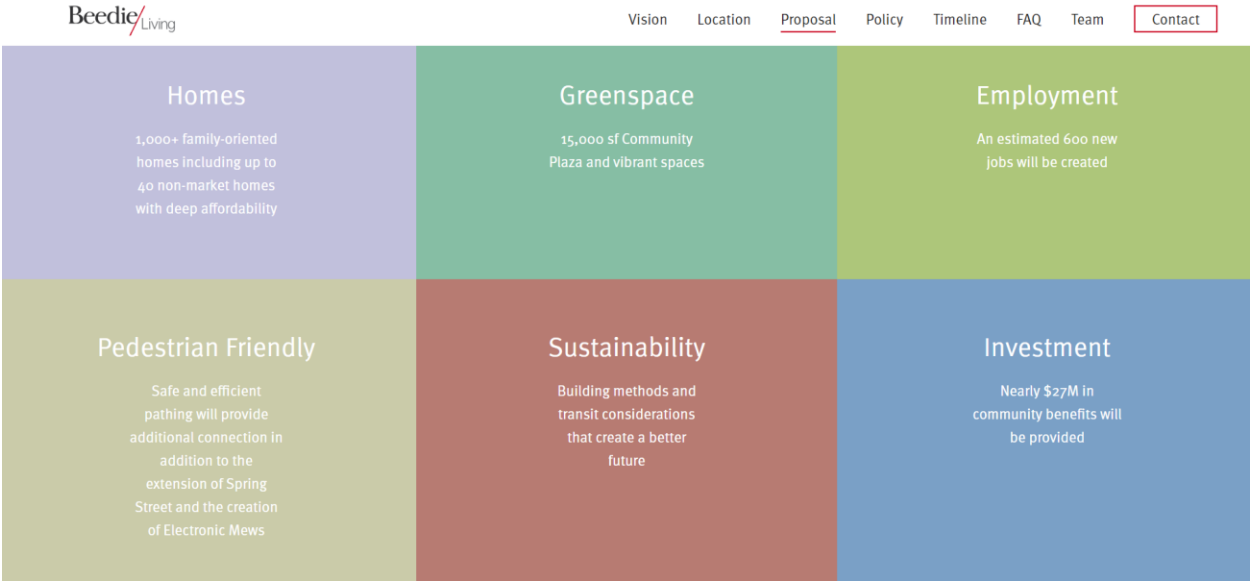 Beedie/Living
Vision Location Proposal Policy Timeline FAQ Team Contact
Homes
1,000+ family-oriented
homes including up to
40 non-market homes
with deep affordability
Greenspace
15,000 sf Community
Plaza and vibrant spaces
Employment
An estimated 600 new
jobs will be created
Pedestrian Friendly
Safe and efficient
pathing will provide
additional connection in
addition to the
extension of Spring
Street and the creation
of Electronic Mews
Sustainability
Building methods and
transit considerations
that create a better
future
Investment
Nearly $27M in
community benefits will
be provided